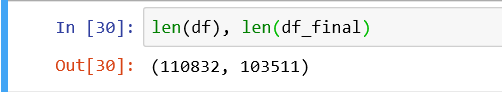 In [30]: len(df), len(df_final)
Out[30]: (110832, 103511)